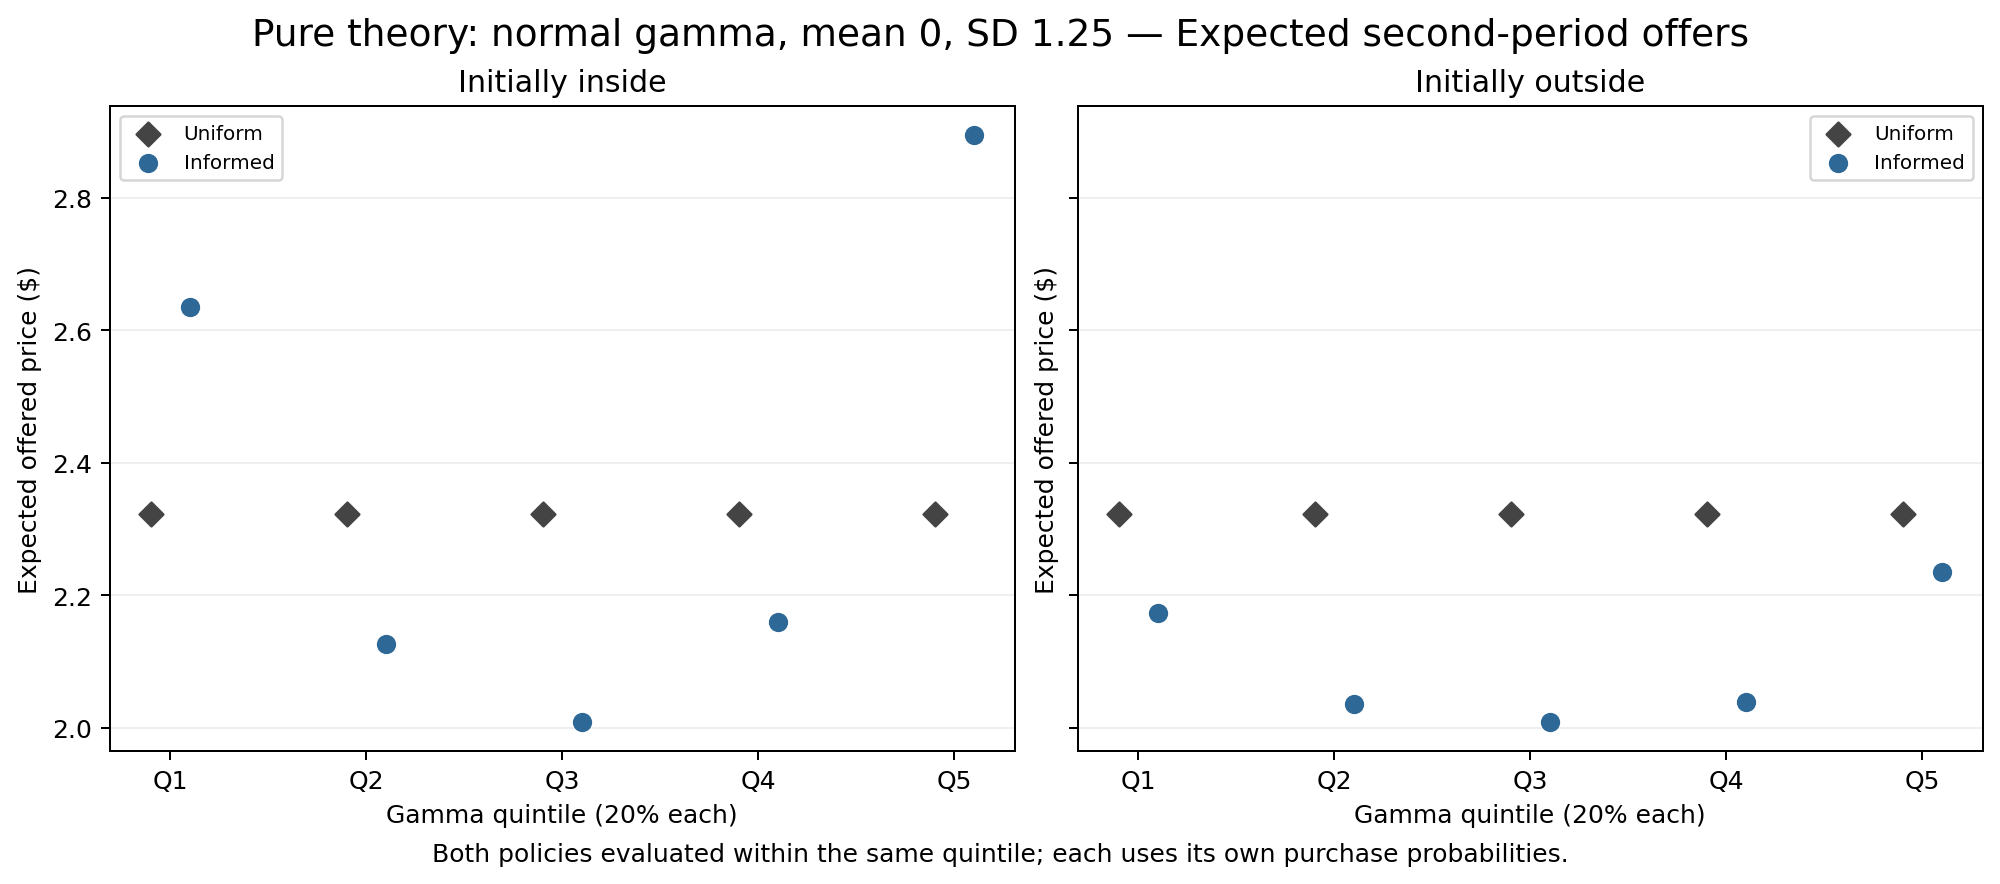 Pure theory: normal gamma, mean 0, SD 1.25 — Expected second-period offers
Initially inside
Uniform
Informed
Expected offered price ($)
2.8
2.6
2.4
2.2
2.0
Q1 Q2 Q3 Q4 Q5
Gamma quintile (20% each)
Initially outside
Uniform
Informed
Expected offered price ($)
Q1 Q2 Q3 Q4 Q5
Gamma quintile (20% each)
Both policies evaluated within the same quintile; each uses its own purchase probabilities.